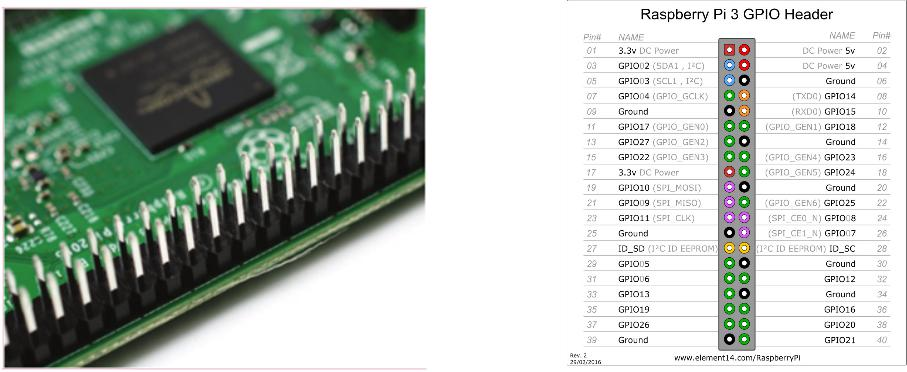 Raspberry Pi 3 GPIO Header
Pin# NAME NAME Pin#
01 3.3v DC Power DC Power 5v 02
03 GPIO02 (SDA1 , I²C) DC Power 5v 04
05 GPIO03 (SCL1 , I²C) Ground 06
07 GPIO04 (GPIO_GCLK) (TXD0) GPIO14 08
09 Ground (RXD0) GPIO15 10
11 GPIO17 (GPIO_GEN0) (GPIO_GEN1) GPIO18 12
13 GPIO27 (GPIO_GEN2) Ground 14
15 GPIO22 (GPIO_GEN3) (GPIO_GEN4) GPIO23 16
17 3.3v DC Power (GPIO_GEN5) GPIO24 18
19 GPIO10 (SPI_MOSI) Ground 20
21 GPIO09 (SPI_MISO) (GPIO_GEN6) GPIO25 22
23 GPIO11 (SPI_CLK) (SPI_CE0_N) GPIO08 24
25 Ground (SPI_CE1_N) GPIO07 26
27 ID_SD (I²C ID EEPROM) (I²C ID EEPROM) ID_SC 28
29 GPIO05 Ground 30
31 GPIO06 GPIO12 32
33 GPIO13 Ground 34
35 GPIO19 GPIO16 36
37 GPIO26 GPIO20 38
39 Ground GPIO21 40
Rev. 2
29/02/2016
www.element14.com/RaspberryPi